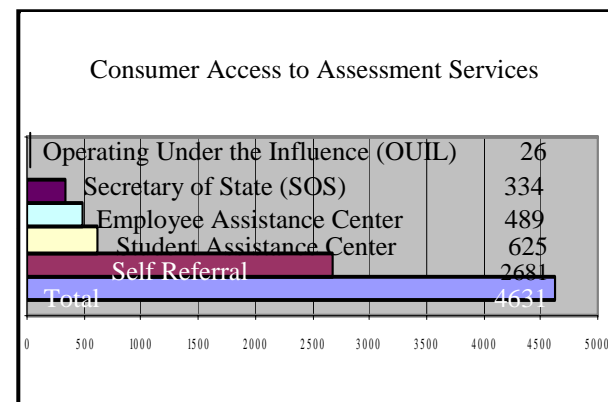 Consumer Access to Assessment Services
Operating Under the Influence (OUIL) 26
Secretary of State (SOS) 334
Employee Assistance Center 489
Student Assistance Center 625
Self Referral 2681
Total 4631
0 500 1000 1500 2000 2500 3000 3500 4000 4500 5000